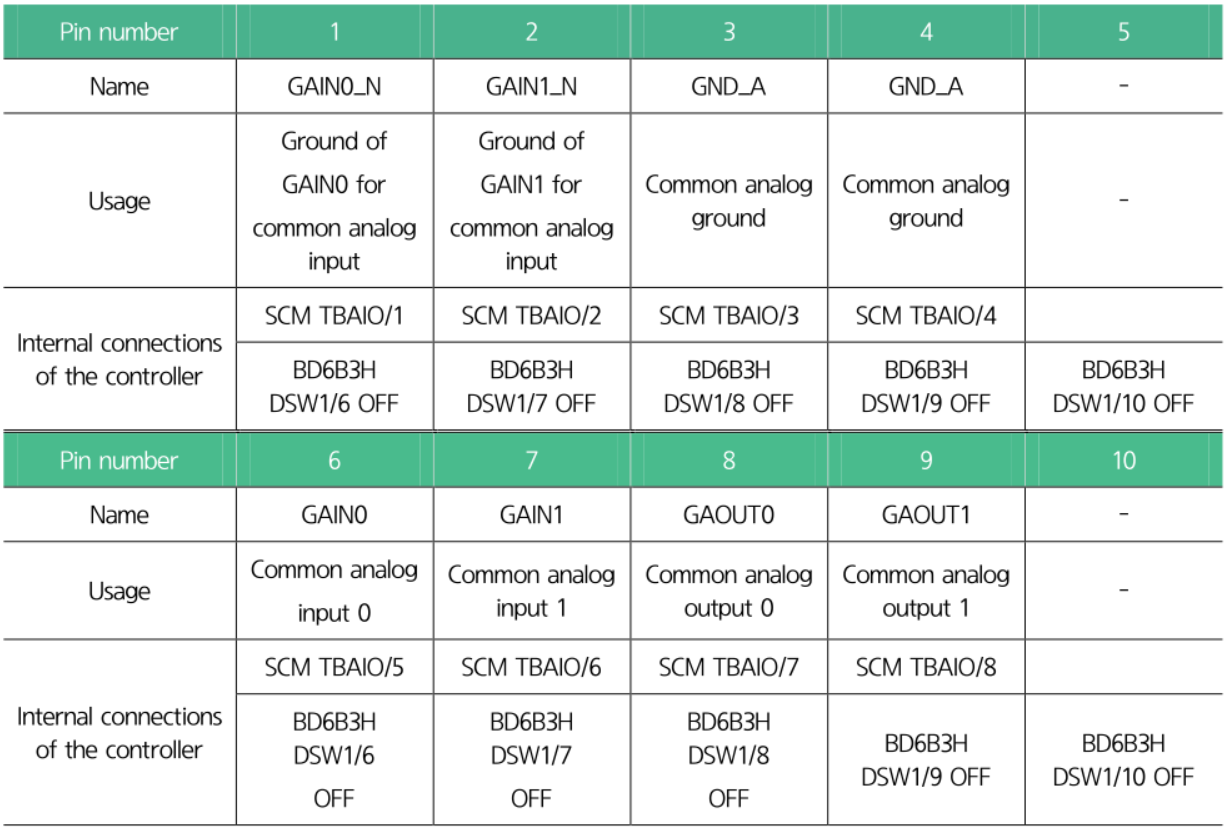 Pin number 1 2 3 4 5
Name GAIN0_N GAIN1_N GND_A GND_A -
Usage
Ground of
GAIN0 for
common analog
input
Ground of
GAIN1 for
common analog
input
Common analog
ground
Common analog
ground
-
Internal connections
of the controller
SCM TBAIO/1 SCM TBAIO/2 SCM TBAIO/3 SCM TBAIO/4
BD6B3H
DSW1/6 OFF
BD6B3H
DSW1/7 OFF
BD6B3H
DSW1/8 OFF
BD6B3H
DSW1/9 OFF
BD6B3H
DSW1/10 OFF
Pin number 6 7 8 9 10
Name GAIN0 GAIN1 GAOUT0 GAOUT1 -
Usage
Common analog
input 0
Common analog
input 1
Common analog
output 0
Common analog
output 1
-
Internal connections
of the controller
SCM TBAIO/5 SCM TBAIO/6 SCM TBAIO/7 SCM TBAIO/8
BD6B3H
DSW1/6
OFF
BD6B3H
DSW1/7
OFF
BD6B3H
DSW1/8
OFF
BD6B3H
DSW1/9 OFF
BD6B3H
DSW1/10 OFF